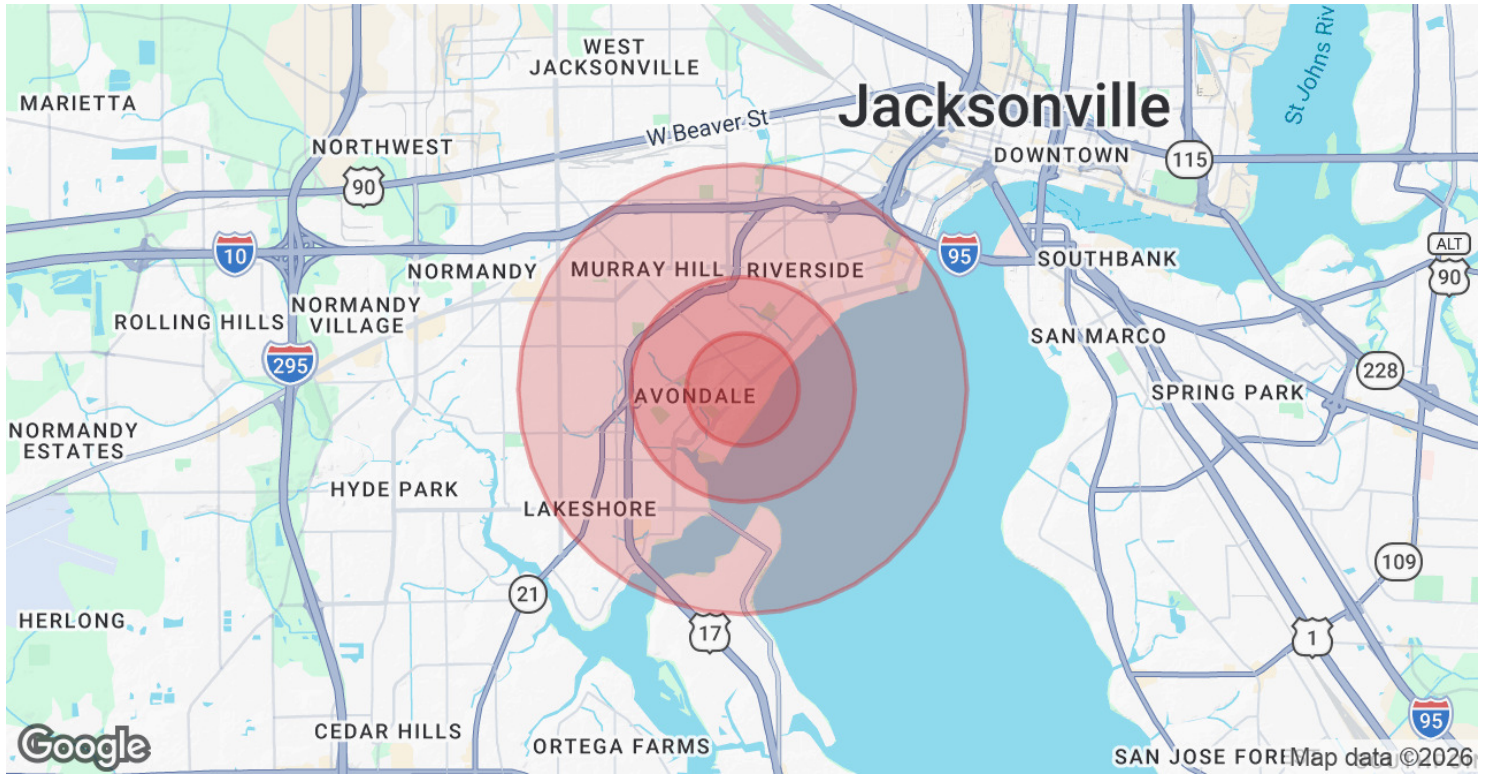 WEST
JACKSONVILLE
MARIETTA
Jacksonville
St Johns Riv
W Beaver St
NORTHWEST
DOWNTOWN
115
90
10
95
ALT
90
NORMANDY
MURRAY HILL
RIVERSIDE
SOUTHBANK
NORMANDY
VILLAGE
ROLLING HILLS
SAN MARCO
295
228
AVONDALE
SPRING PARK
NORMANDY
ESTATES
HYDE PARK
LAKESHORE
109
21
HERLONG
17
1
95
CEDAR HILLS
ORTEGA FARMS
SAN JOSE FORE
Google
Map data ©2026